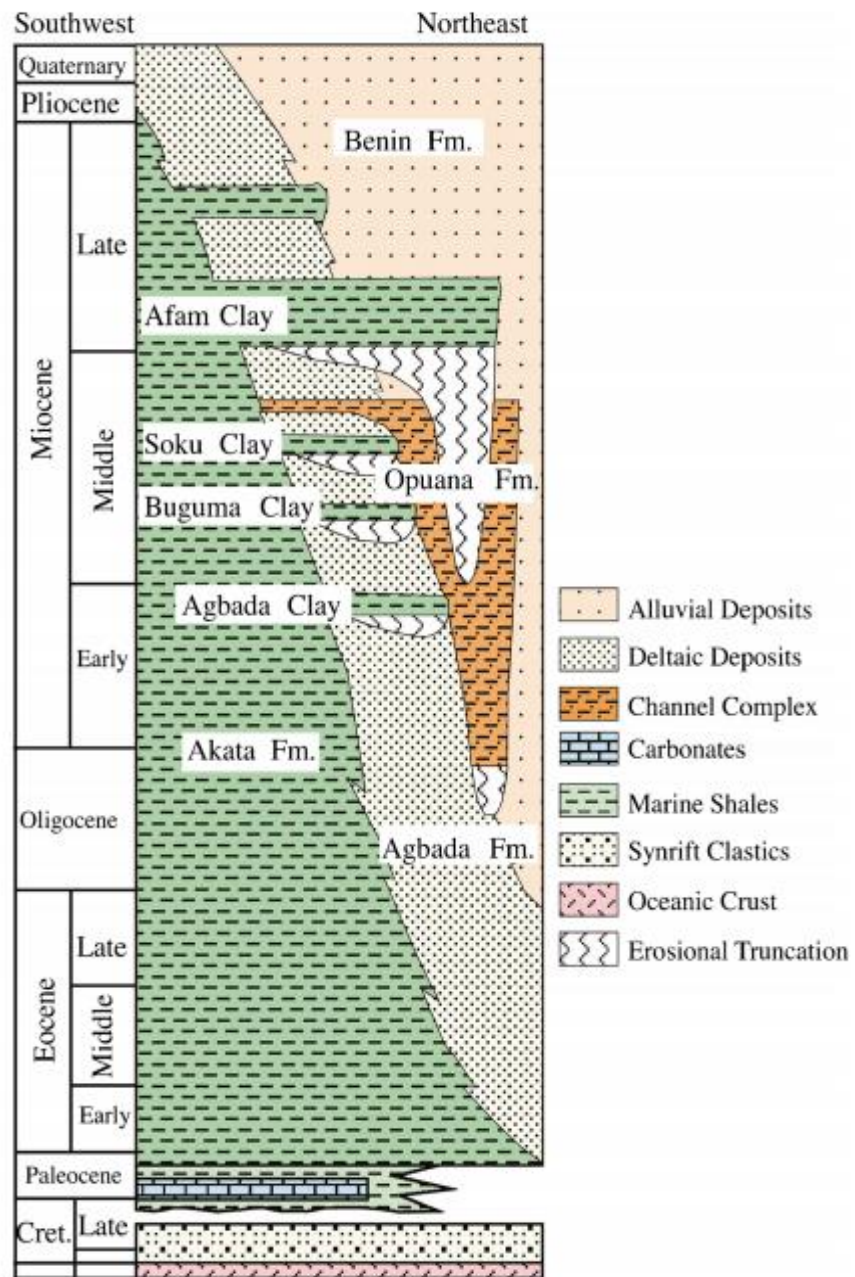 Southwest Northeast
Quaternary
Pliocene
Benin Fm.
Late
Afam Clay
Miocene
Middle
Soku Clay
Opuana Fm.
Buguma Clay
Agbada Clay
Early
Akata Fm.
Oligocene
Agbada Fm.
Late
Eocene
Middle
Early
Paleocene
Cret. Late
Alluvial Deposits
Deltaic Deposits
Channel Complex
Carbonates
Marine Shales
Synrift Clastics
Oceanic Crust
Erosional Truncation